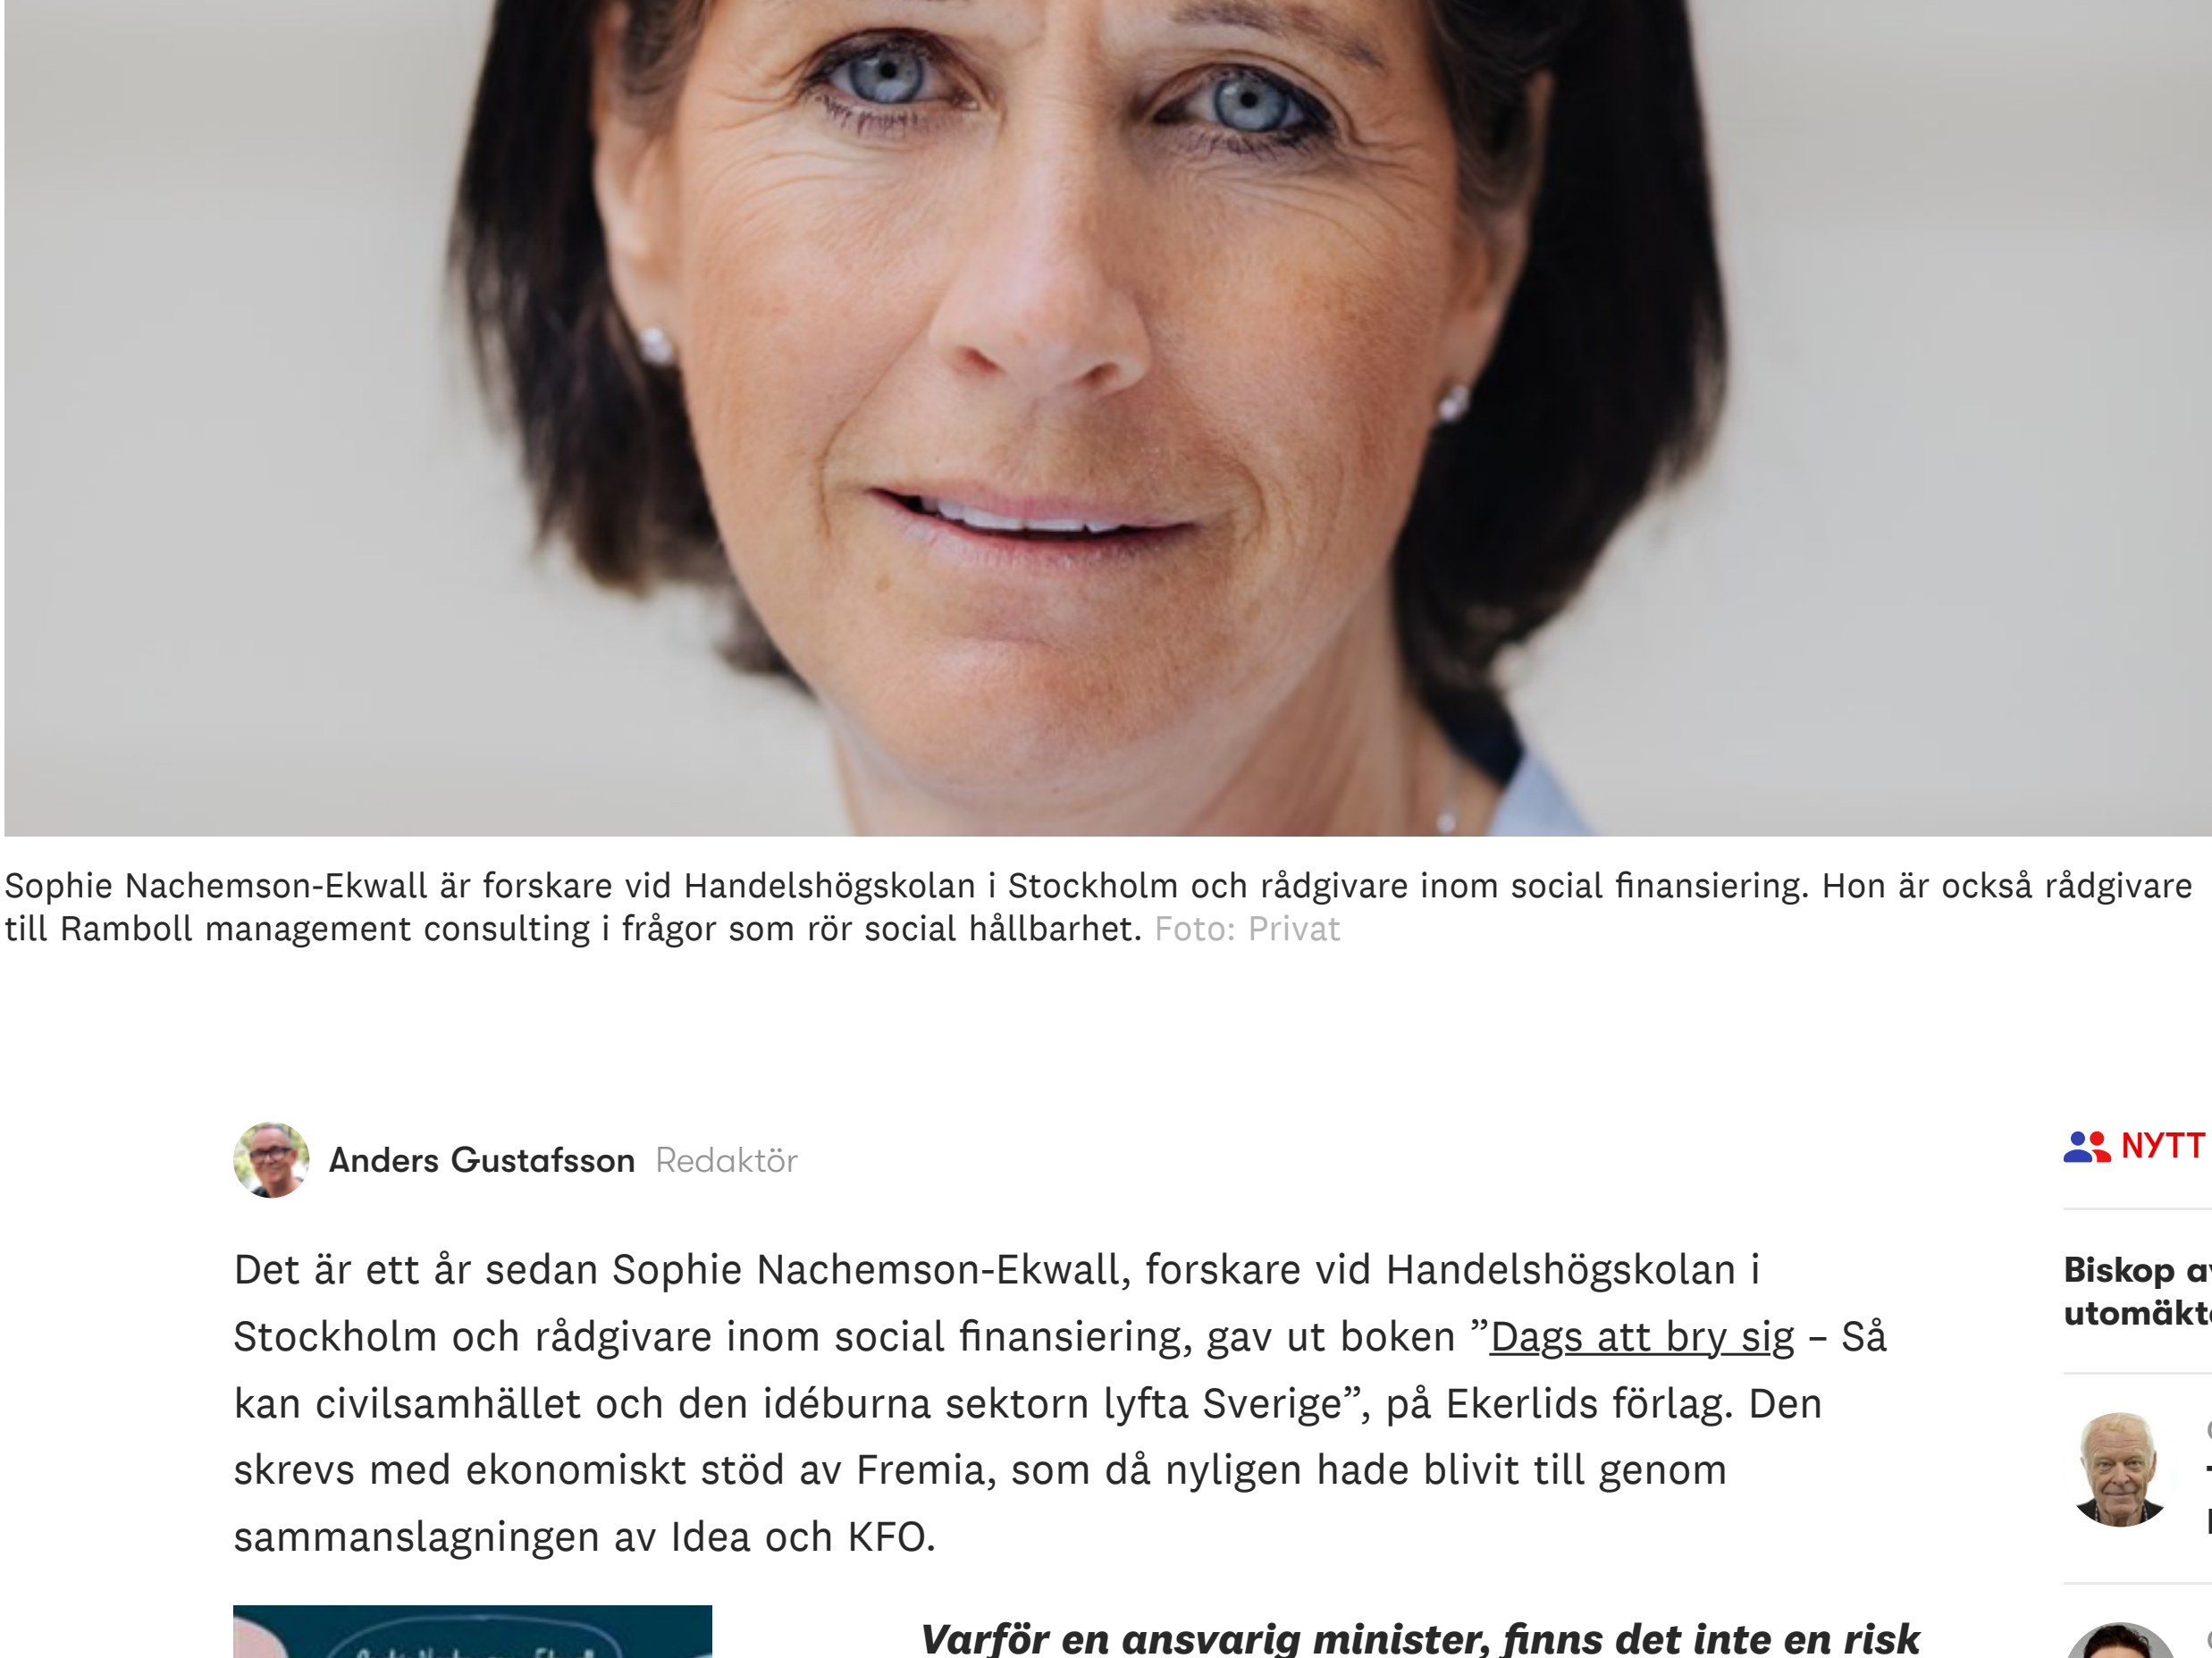 Sophie Nachemson-Ekwall är forskare vid Handelshögskolan i Stockholm och rådgivare inom social finansiering. Hon är också rådgivare
till Ramboll management consulting i frågor som rör social hållbarhet. Foto: Privat
Anders Gustafsson Redaktör
NYTT
Det är ett år sedan Sophie Nachemson-Ekwall, forskare vid Handelshögskolan i
Stockholm och rådgivare inom social finansiering, gav ut boken ”Dags att bry sig – Så
kan civilsamhället och den idéburna sektorn lyfta Sverige”, på Ekerlids förlag. Den
skrevs med ekonomiskt stöd av Fremia, som då nyligen hade blivit till genom
sammanslagningen av Idea och KFO.
Biskop
Varför en ansvarig minister, finns det inte en risk